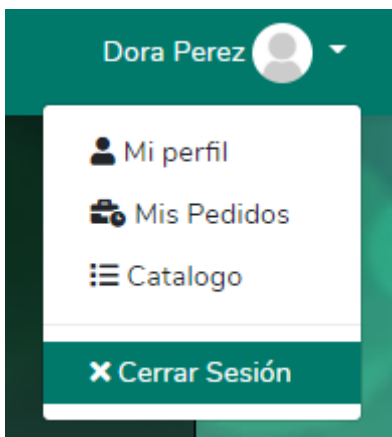 Dora Perez
Mi perfil
Mis Pedidos
Catalogo
Cerrar Sesión